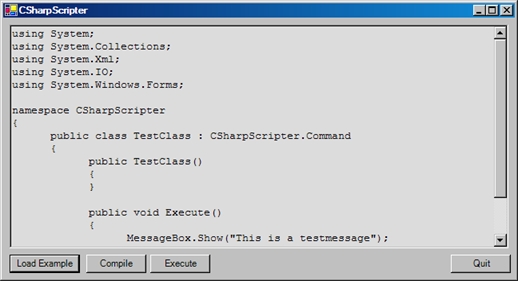 CSharpScripter
using System;
using System.Collections;
using System.Xml;
using System.IO;
using System.Windows.Forms;
namespace CSharpScripter
{
public class TestClass : CSharpScripter.Command
{
public TestClass()
{
}
public void Execute()
{
MessageBox.Show("This is a testmessage");
Load Example Compile Execute Quit